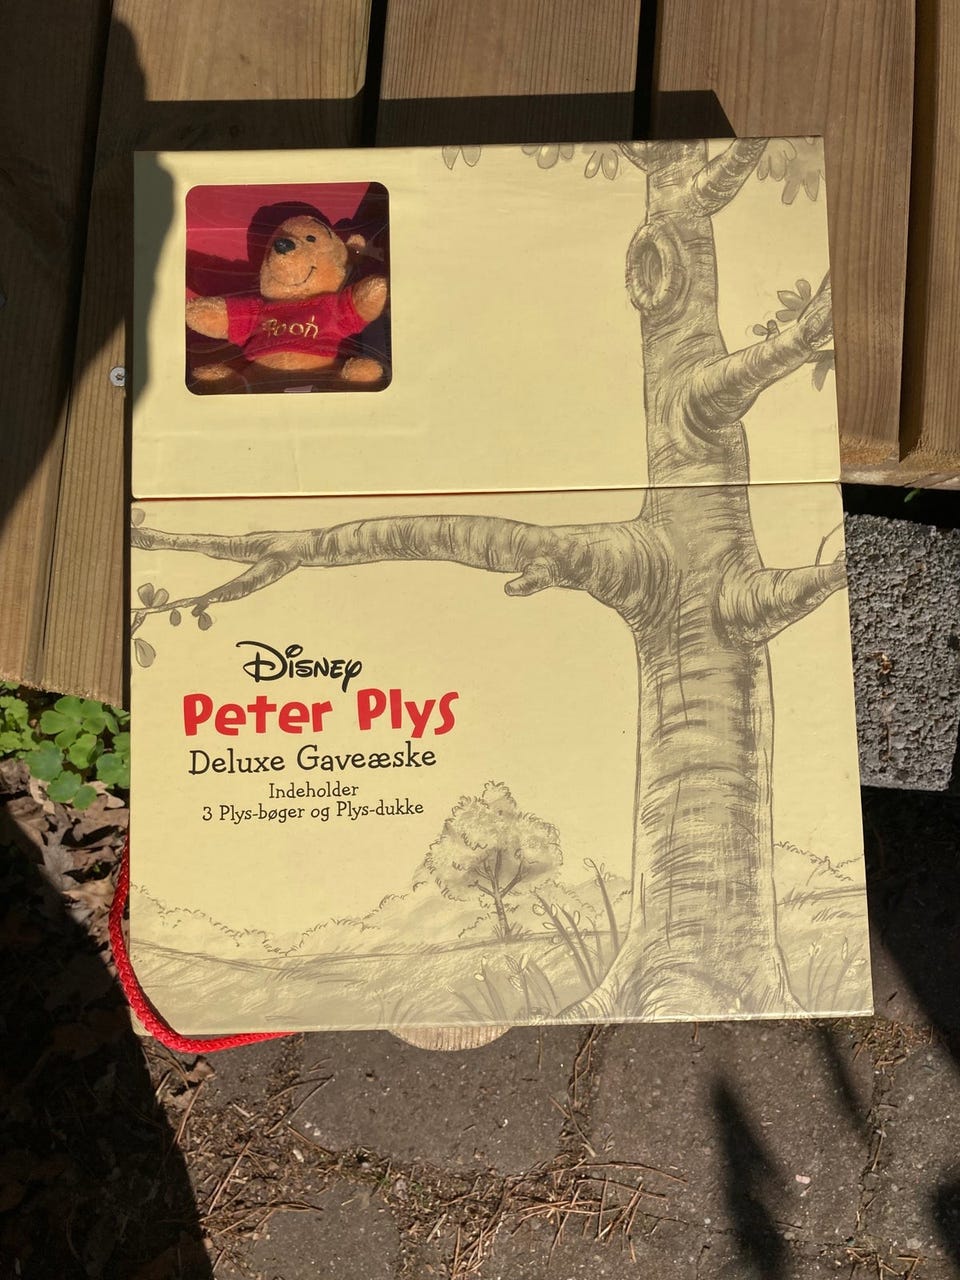 Pooh
Disney
Peter Plys
Deluxe Gaveæske
Indeholder
3 Plys-bøger og Plys-dukke